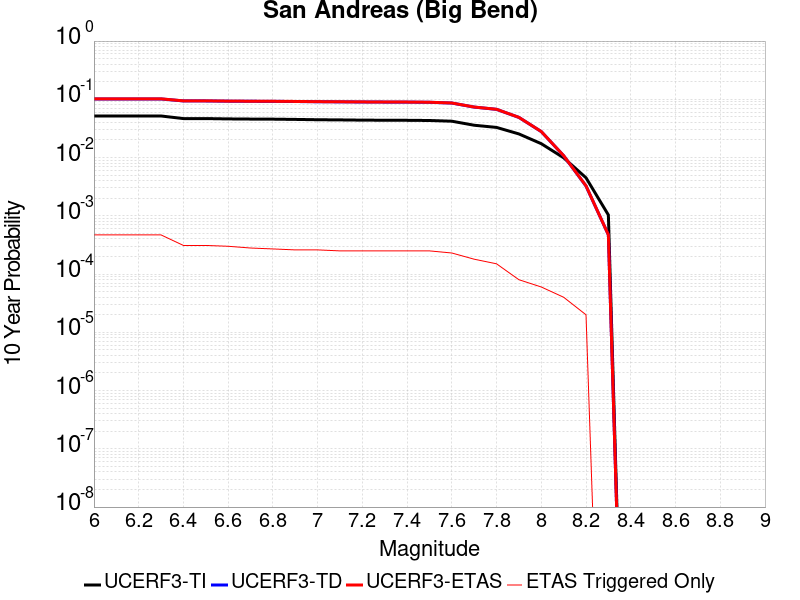 San Andreas (Big Bend)
10 0
10 -1
10 -2
10 -3
10 -4
10 -5
10 -6
10 -7
10 -8
10 Year Probability
6 6.2 6.4 6.6 6.8 7 7.2 7.4 7.6 7.8 8 8.2 8.4 8.6 8.8 9
Magnitude
UCERF3-TI UCERF3-TD UCERF3-ETAS ETAS Triggered Only